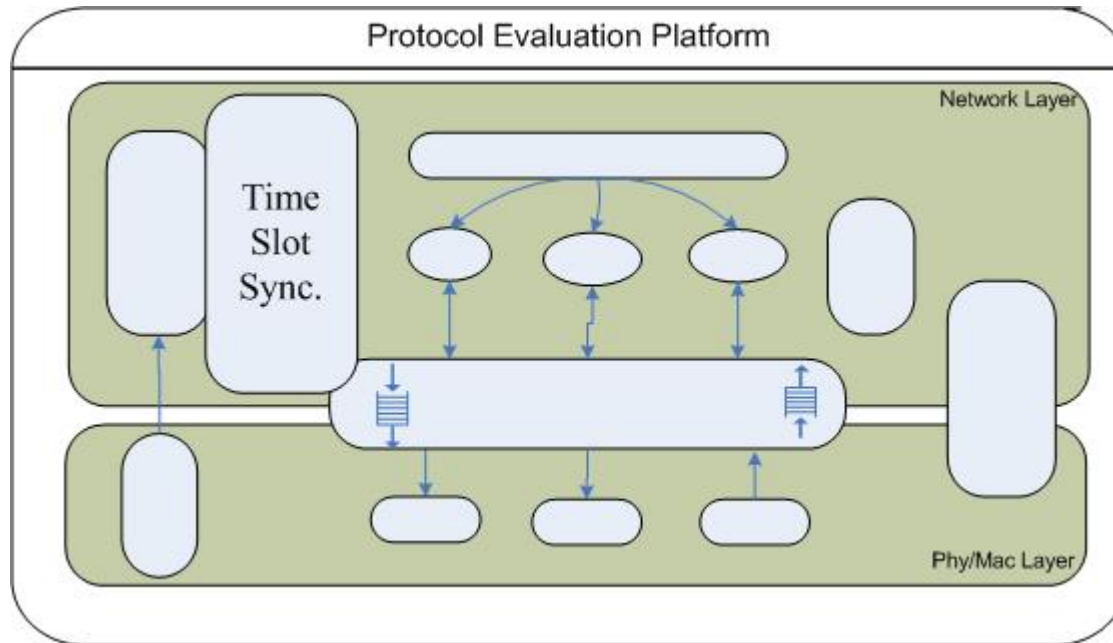 Protocol Evaluation Platform
Network Layer
Time
Slot
Sync.
Phy/Mac Layer